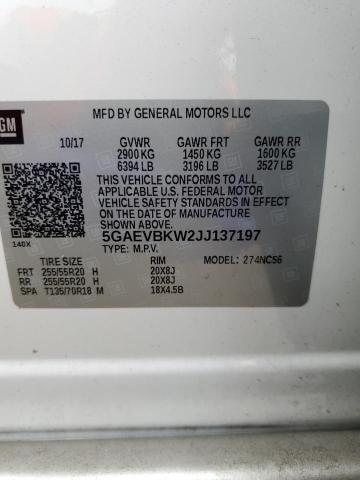 GM
MFD BY GENERAL MOTORS LLC
10/17 GVWR GAWR FRT GAWR RR
2900 KG 1450 KG 1600 KG
6394 LB 3196 LB 3527 LB
THIS VEHICLE CONFORMS TO ALL
APPLICABLE U.S. FEDERAL MOTOR
VEHICLE SAFETY STANDARDS IN EFFECT
ON THE DATE OF MANUFACTURE
SHOWN ABOVE.
5GAEVBKW2JJ137197
140X
TYPE: M.P.V.
TIRE SIZE RIM MODEL: 274NC56
FRT 255/55R20 H 20X8J
RR 255/55R20 H 20X8J
SPA T135/70R18 M 18X4.5B